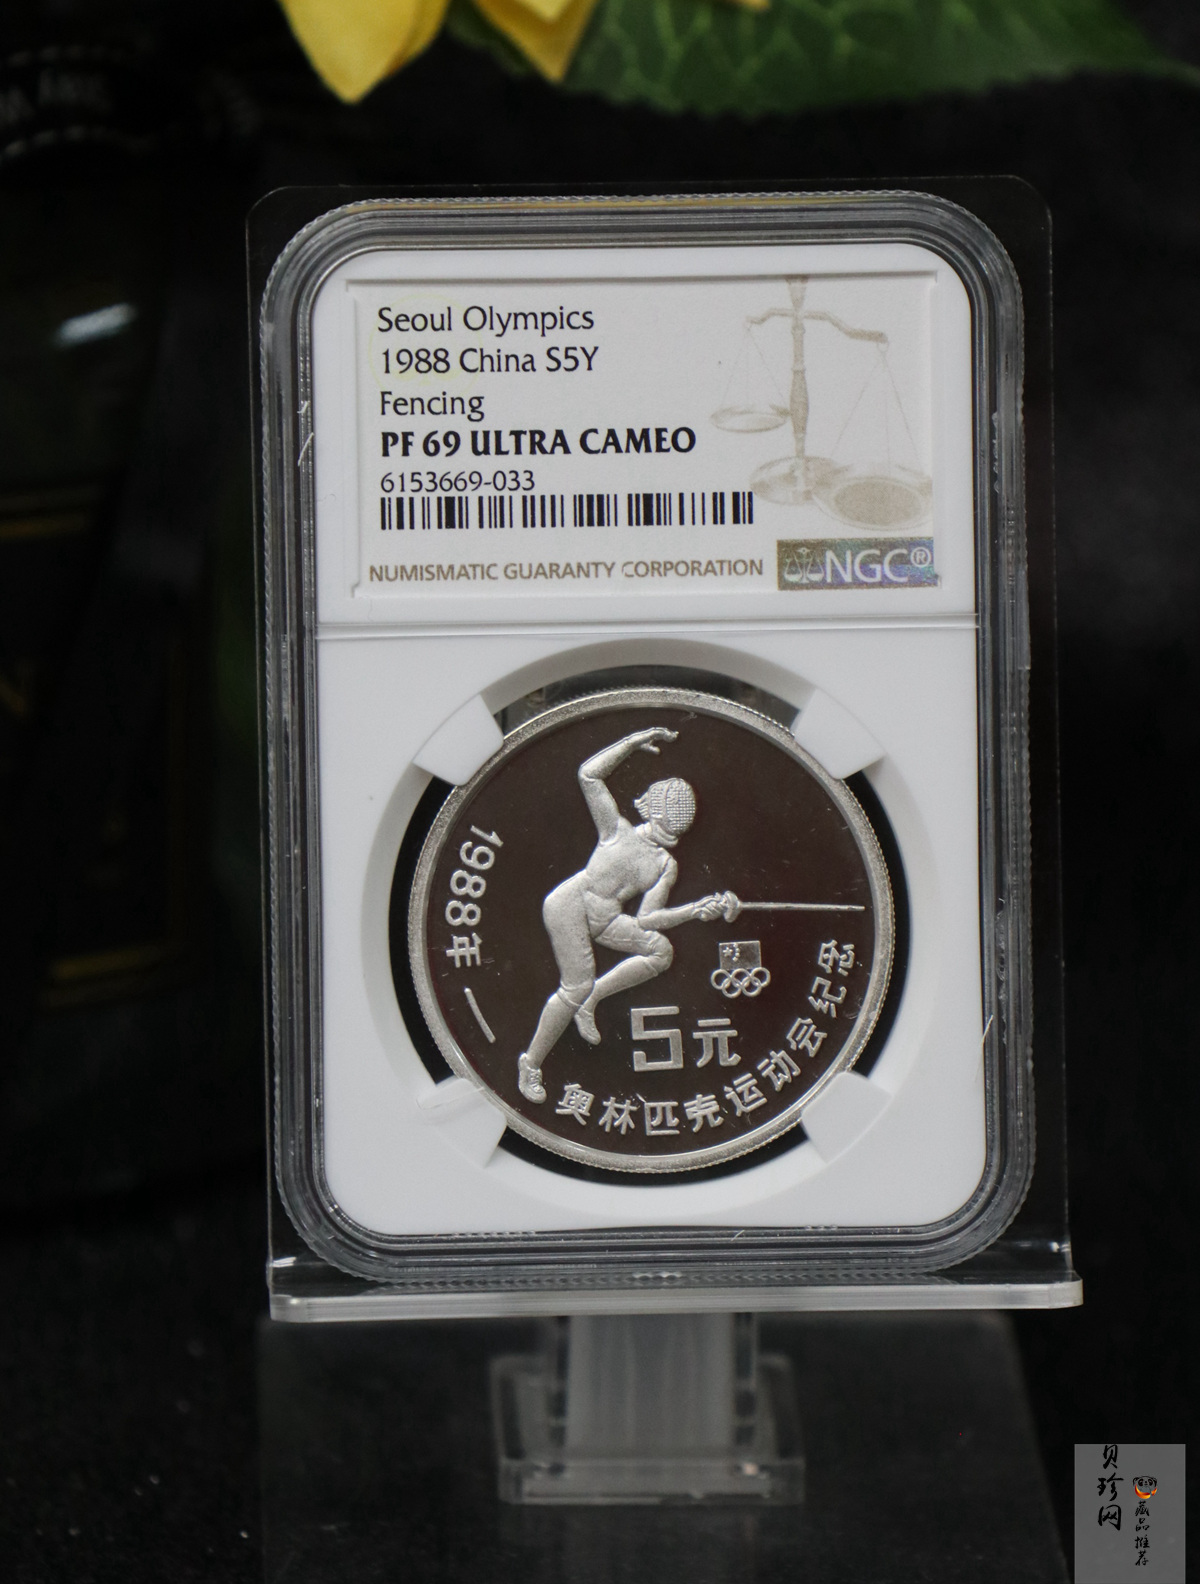 Seoul Olympics
1988 China S5Y
Fencing
PF 69 ULTRA CAMEO
6153669-033
NUMISMATIC GUARANTY CORPORATION
NGC®
1988年
5元
奥林匹克运动会纪念
贝珍网
藏品推荐